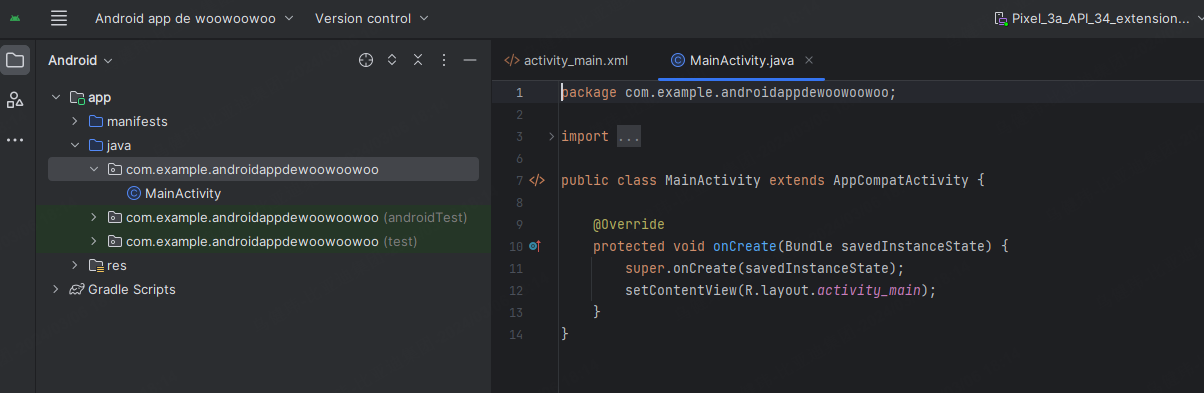 Android app de woowoowoo Version control Pixel_3a_API_34_extension...
Android
activity_main.xml MainActivity.java
app
manifests
java
com.example.androidappdewoowoowoo
MainActivity
com.example.androidappdewoowoowoo (androidTest)
com.example.androidappdewoowoowoo (test)
res
Gradle Scripts
1 package com.example.androidappdewoowoowoo;
2
3 import ...
6
7 public class MainActivity extends AppCompatActivity {
8
9 @Override
10 protected void onCreate(Bundle savedInstanceState) {
11 super.onCreate(savedInstanceState);
12 setContentView(R.layout.activity_main);
13 }
14 }